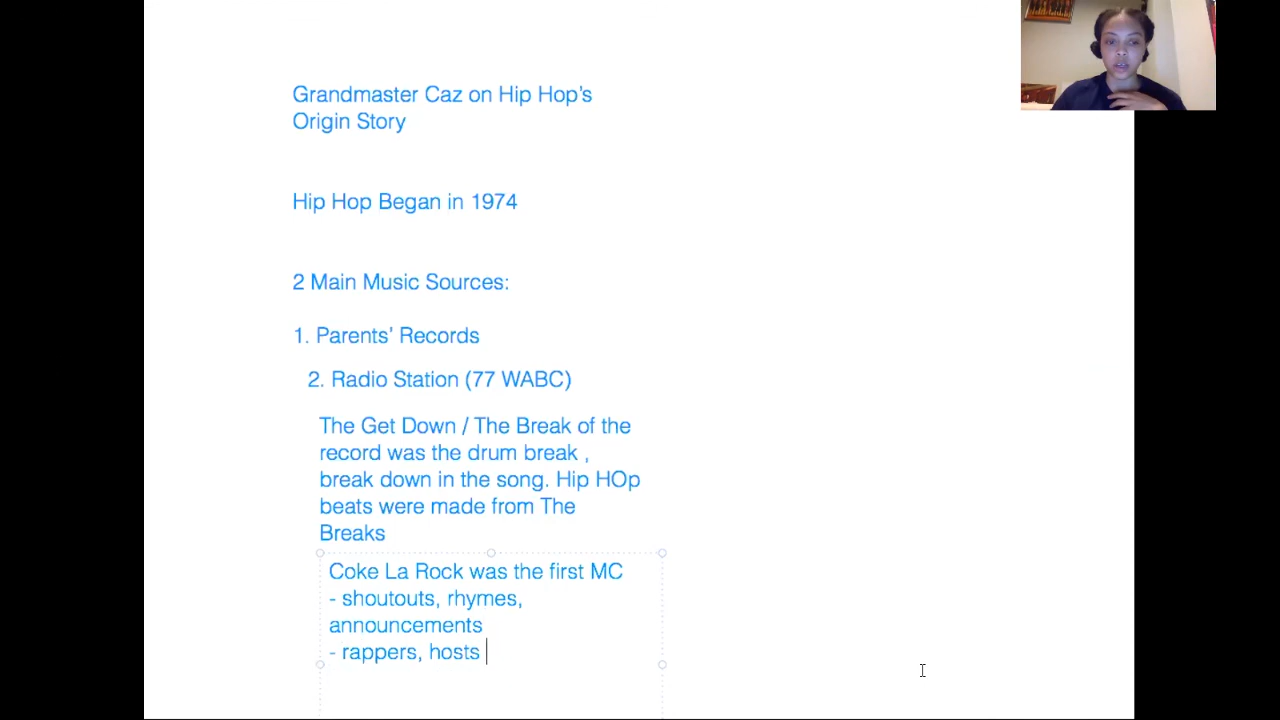 Grandmaster Caz on Hip Hop's
Origin Story
Hip Hop Began in 1974
2 Main Music Sources:
1. Parents' Records
2. Radio Station (77 WABC)
The Get Down / The Break of the
record was the drum break ,
break down in the song. Hip HOp
beats were made from The
Breaks
Coke La Rock was the first MC
- shoutouts, rhymes,
announcements
- rappers, hosts